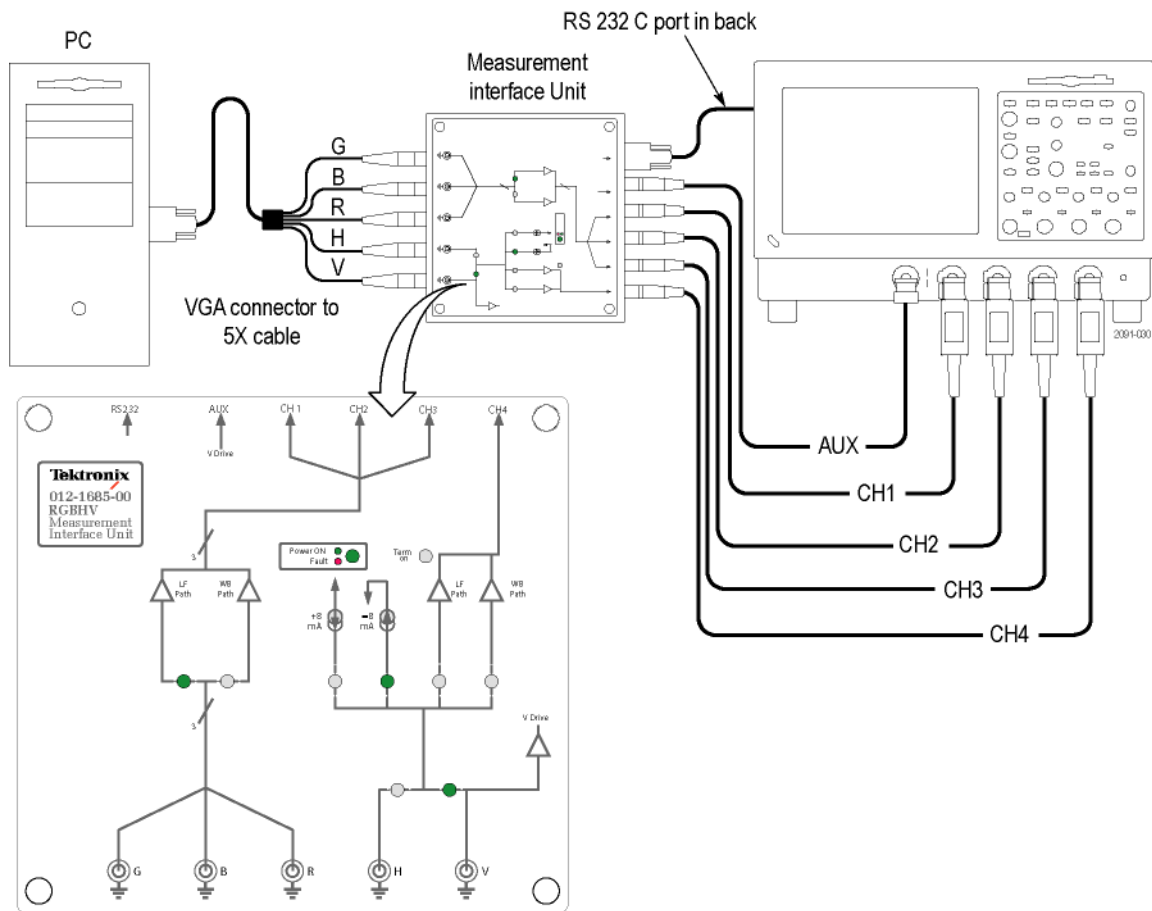 RS 232 C port in back
PC
Measurement
interface Unit
G
B
R
H
V
VGA connector to
5X cable
2091-030
AUX
CH1
CH2
CH3
CH4
RS232
AUX
CH 1
CH2
CH3
CH4
V Drive
Tektronix
012-1685-00
RGBHV
Measurement
Interface Unit
3
Power ON
Fault
Term.
on
LF
Path
WB
Path
+8
mA
-8
mA
LF
Path
WB
Path
3
V Drive
G
B
R
H
V